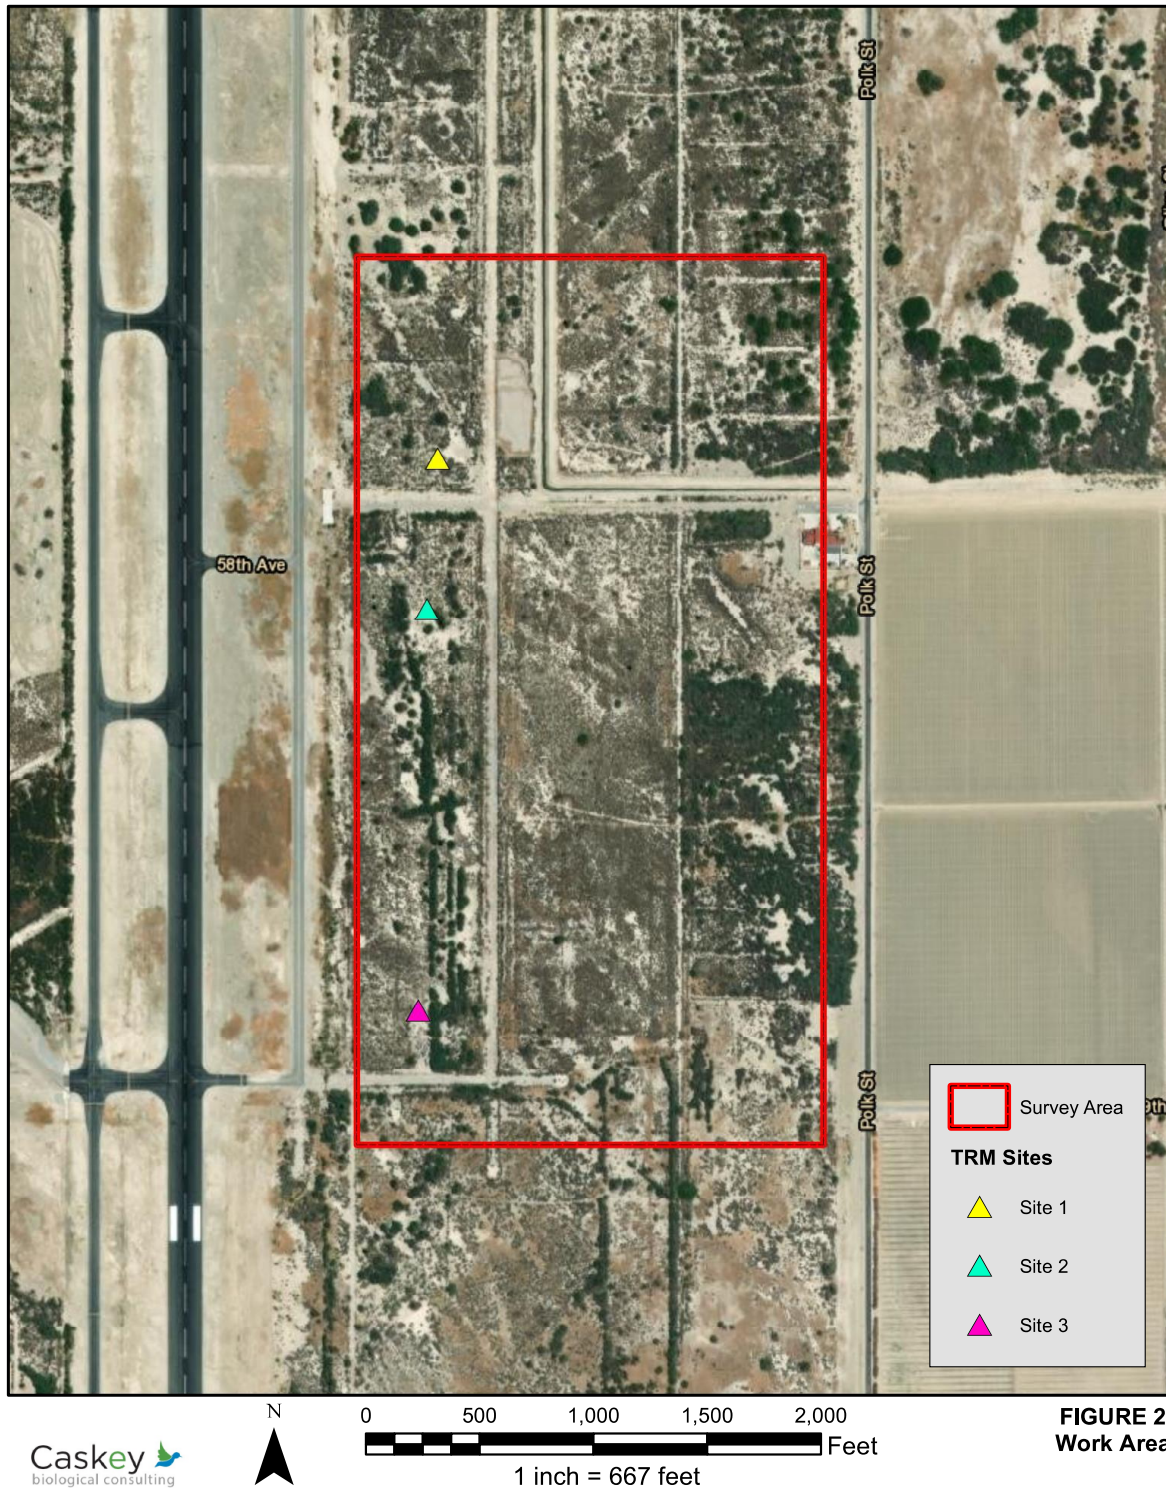 Polk St
58th Ave
Polk St
Polk St
Survey Area
TRM Sites
Site 1
Site 2
Site 3
N
0 500 1,000 1,500 2,000
Feet
1 inch = 667 feet
FIGURE 2
Work Area
Caskey
biological consulting